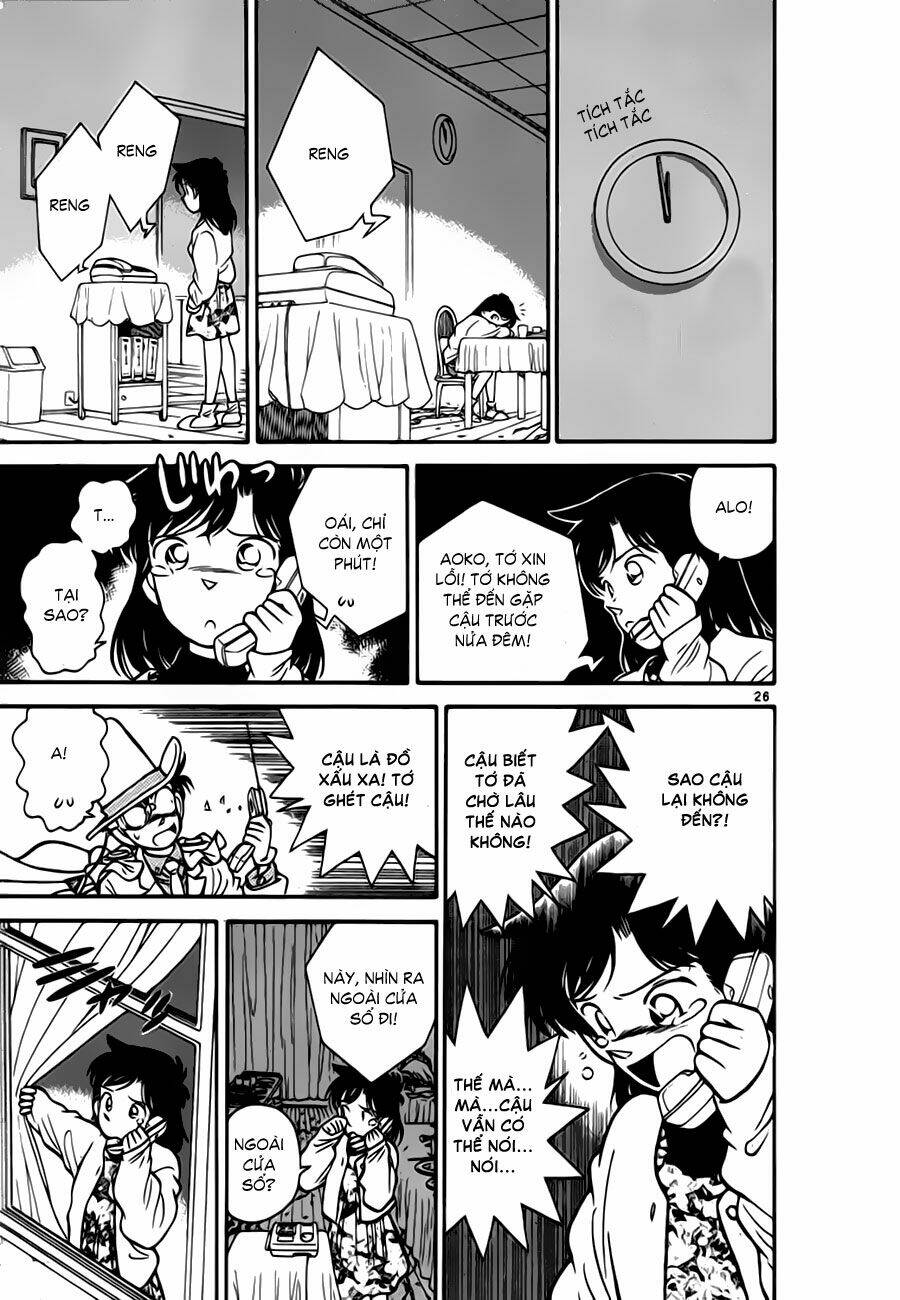 TÍCH TẮC
TÍCH TẮC
RENG
RENG
RENG
ALO!
AOKO, TỚ XIN
LỖI! TỚ KHÔNG
THỂ ĐẾN GẶP
CẬU TRƯỚC
NỬA ĐÊM!
OÁI, CHỈ
CÒN MỘT
PHÚT!
じわっ
T...
TẠI
SAO?
26
SAO CẬU
LẠI KHÔNG
ĐẾN?!
CẬU BIẾT
TỚ ĐÃ
CHỜ LÂU
THẾ NÀO
KHÔNG!
THẾ MÀ...
MÀ...CẬU
VẪN CÓ
THỂ NÓI...
NÓI...
CẬU LÀ ĐỒ
XẤU XA! TỚ
GHÉT CẬU!
A!
NÀY, NHÌN RA
NGOÀI CỬA
SỔ ĐI!
NGOÀI
CỬA
SỔ?